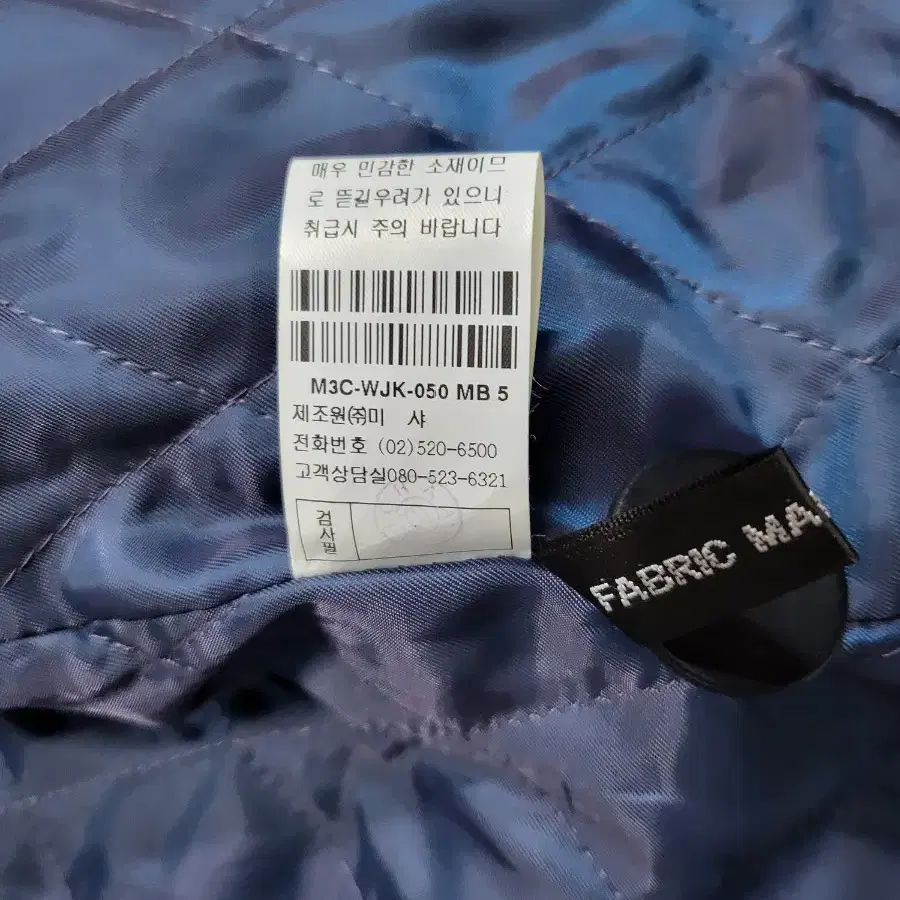 매우 민감한 소재이므
로 뜯길우려가 있으니
취급시 주의 바랍니다
M3C-WJK-050 MB 5
제조원㈜미 샤
전화번호 (02)520-6500
고객상담실080-523-6321
검사필
FABRIC MA